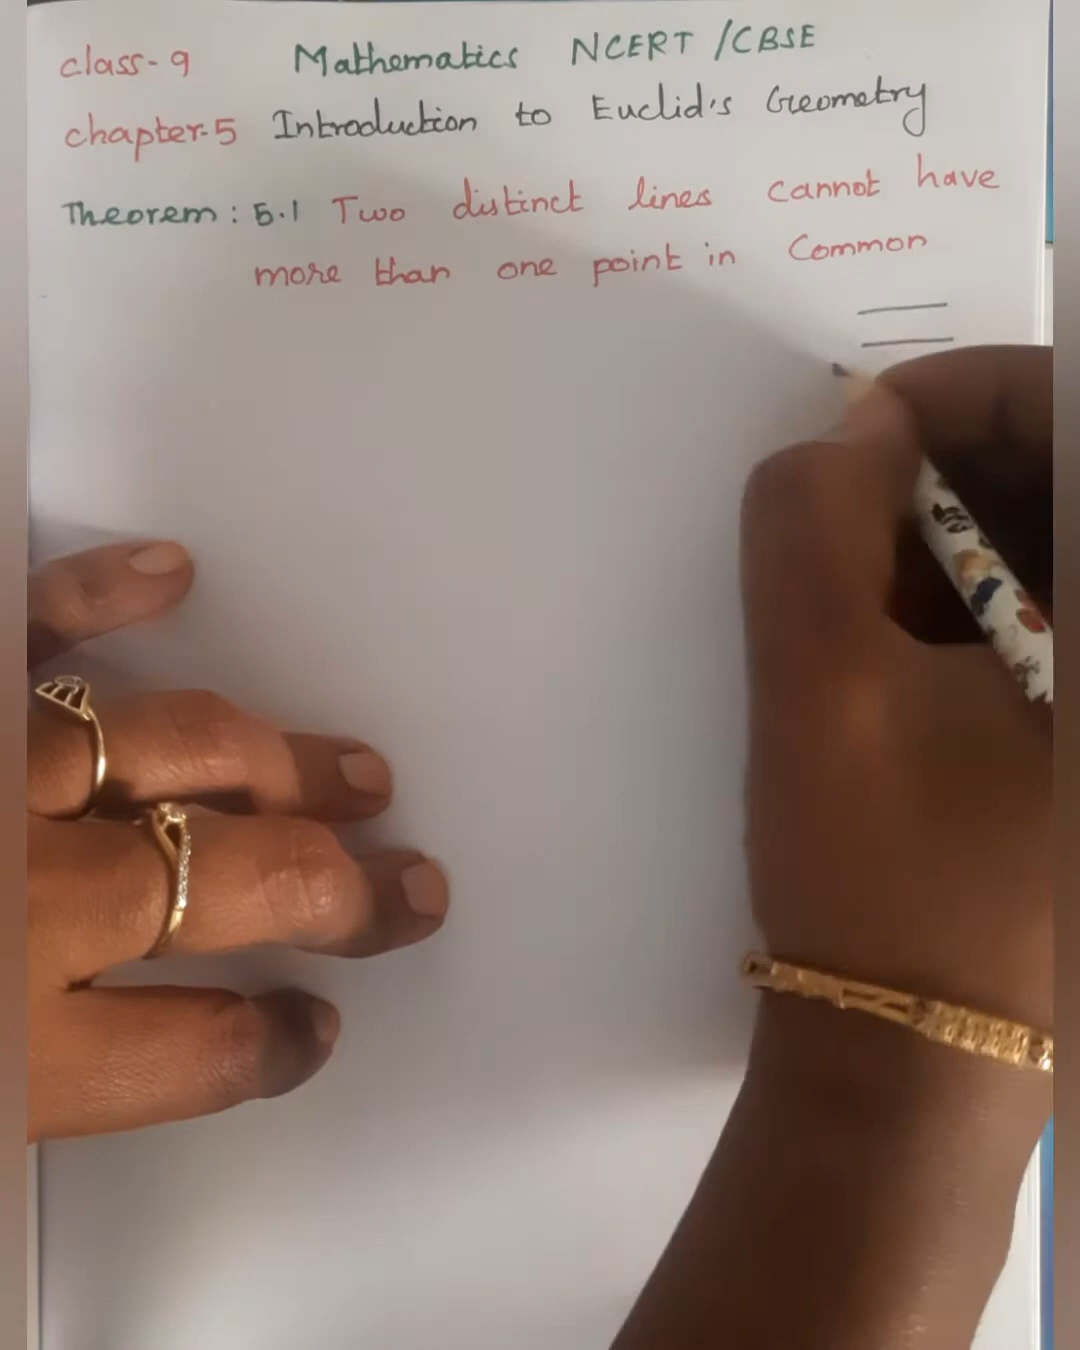 class-9 Mathematics NCERT /CBSE
chapter-5 Introduction to Euclid's Geometry
Theorem: 5.1 Two distinct lines cannot have
more than one point in Common